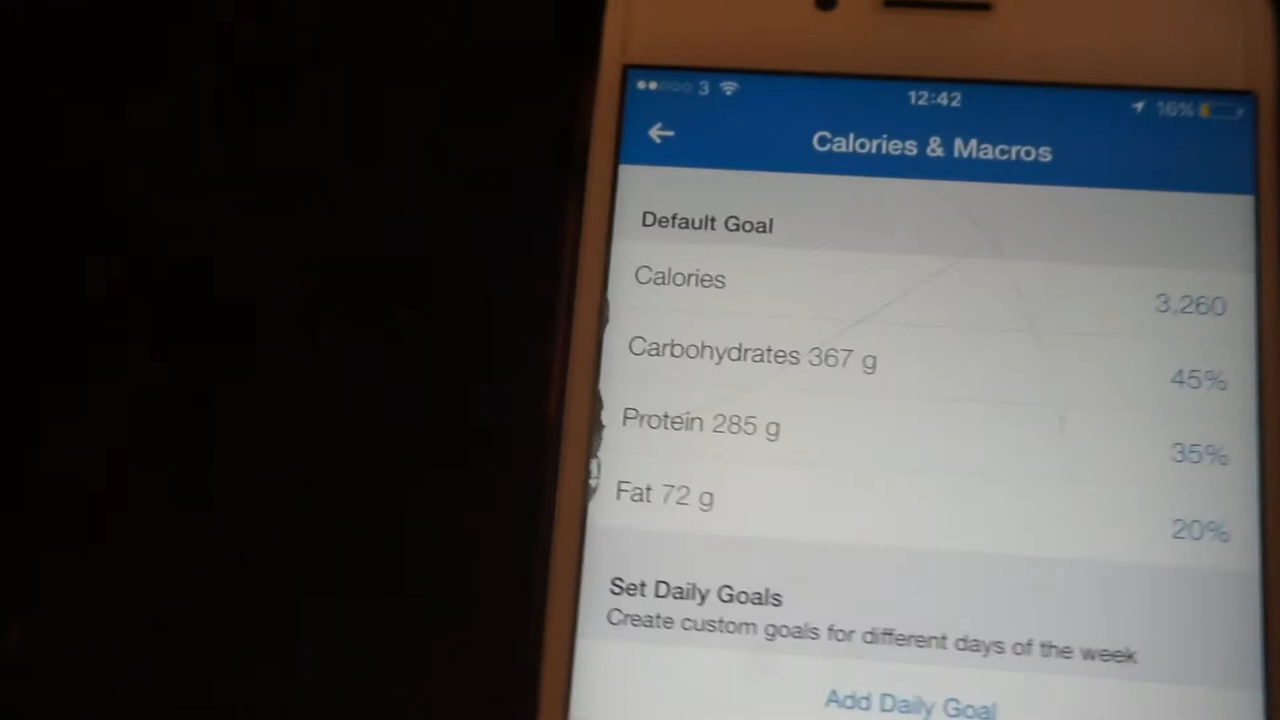 3 12:42 16%
Calories & Macros
Default Goal
Calories 3,260
Carbohydrates 367 g 45%
Protein 285 g 35%
Fat 72 g 20%
Set Daily Goals
Create custom goals for different days of the week
Add Daily Goal